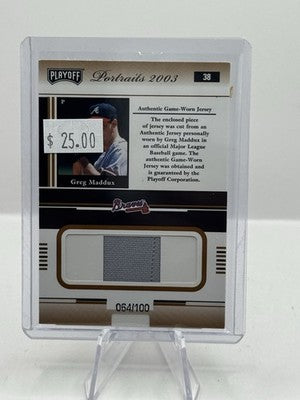 PLAYOFF
Portraits 2003
38
P
A
$ 25.00
Greg Maddux
Authentic Game-Worn Jersey
The enclosed piece
of jersey was cut from an
Authentic Jersey personally
worn by Greg Maddux in
an official Major League
Baseball game. The
authentic Game-Worn
Jersey was obtained and
is guaranteed by the
Playoff Corporation.
Braves
064/100